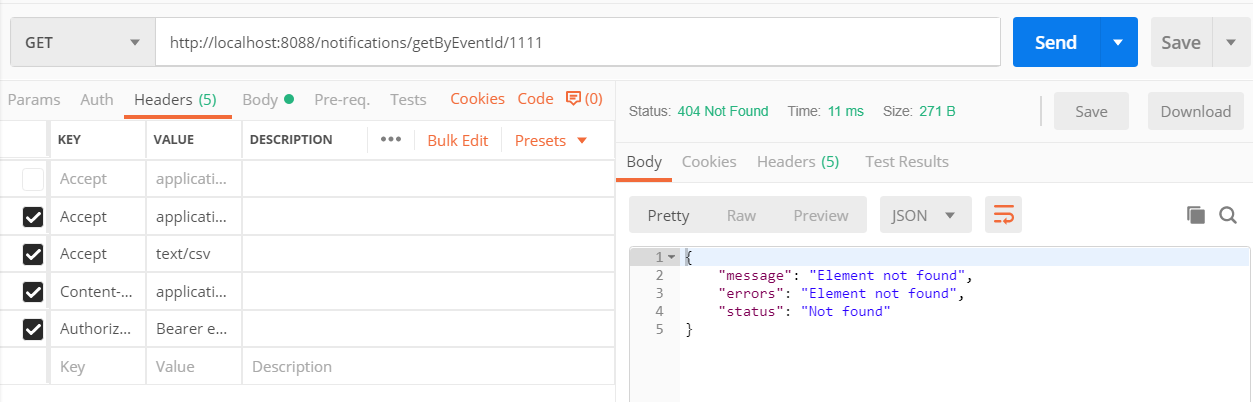 GET http://localhost:8088/notifications/getByEventId/1111 Send Save
Params Auth Headers (5) Body Pre-req. Tests Cookies Code (0)
KEY VALUE DESCRIPTION ••• Bulk Edit Presets
Accept applicati...
Accept applicati...
Accept text/csv
Content-... applicati...
Authoriz... Bearer e...
Key Value Description
Status: 404 Not Found Time: 11 ms Size: 271 B Save Download
Body Cookies Headers (5) Test Results
Pretty Raw Preview JSON
1 {
2 "message": "Element not found",
3 "errors": "Element not found",
4 "status": "Not found"
5 }